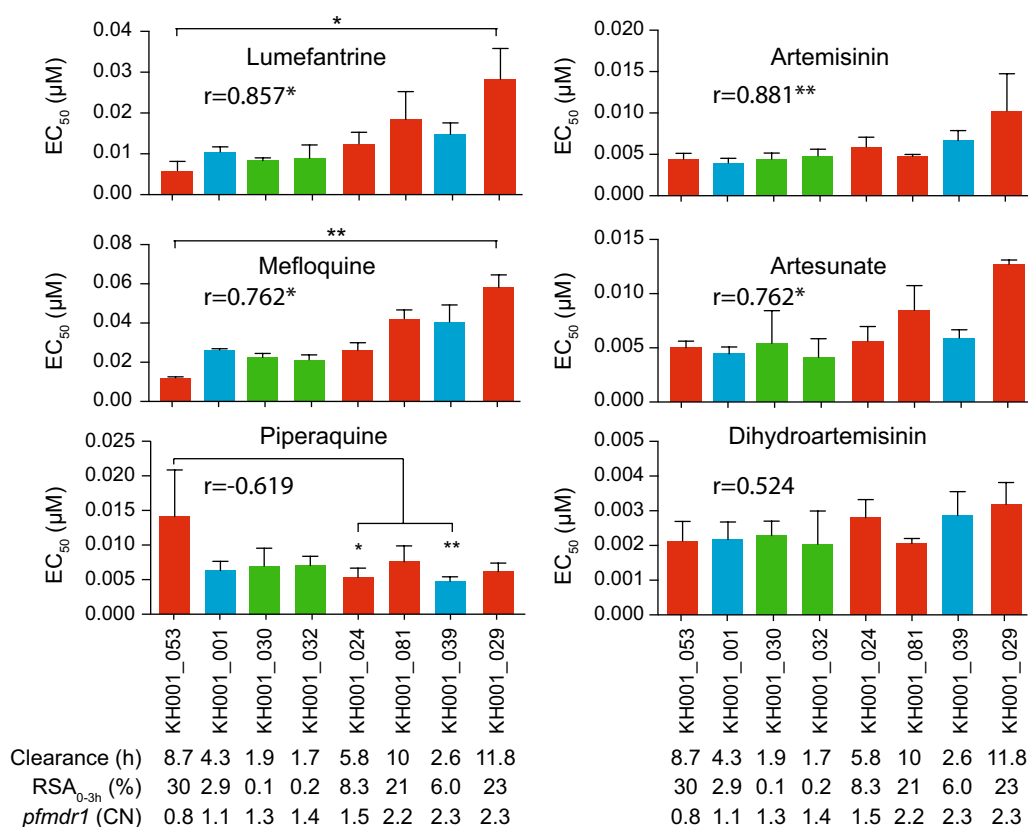 *
Lumefantrine
r=0.857*
EC50 (µM)
0.04
0.03
0.02
0.01
0.00
Artemisinin
r=0.881**
EC50 (µM)
0.020
0.015
0.010
0.005
0.000
**
Mefloquine
r=0.762*
EC50 (µM)
0.08
0.06
0.04
0.02
0.00
Artesunate
r=0.762*
EC50 (µM)
0.015
0.010
0.005
0.000
Piperaquine
r=-0.619
* **
EC50 (µM)
0.025
0.020
0.015
0.010
0.005
0.000
Dihydroartemisinin
r=0.524
EC50 (µM)
0.005
0.004
0.003
0.002
0.001
0.000
KH001_053 KH001_001 KH001_030 KH001_032 KH001_024 KH001_081 KH001_039 KH001_029
KH001_053 KH001_001 KH001_030 KH001_032 KH001_024 KH001_081 KH001_039 KH001_029
Clearance (h) 8.7 4.3 1.9 1.7 5.8 10 2.6 11.8 8.7 4.3 1.9 1.7 5.8 10 2.6 11.8
RSA0-3h (%) 30 2.9 0.1 0.2 8.3 21 6.0 23 30 2.9 0.1 0.2 8.3 21 6.0 23
pfmdr1 (CN) 0.8 1.1 1.3 1.4 1.5 2.2 2.3 2.3 0.8 1.1 1.3 1.4 1.5 2.2 2.3 2.3